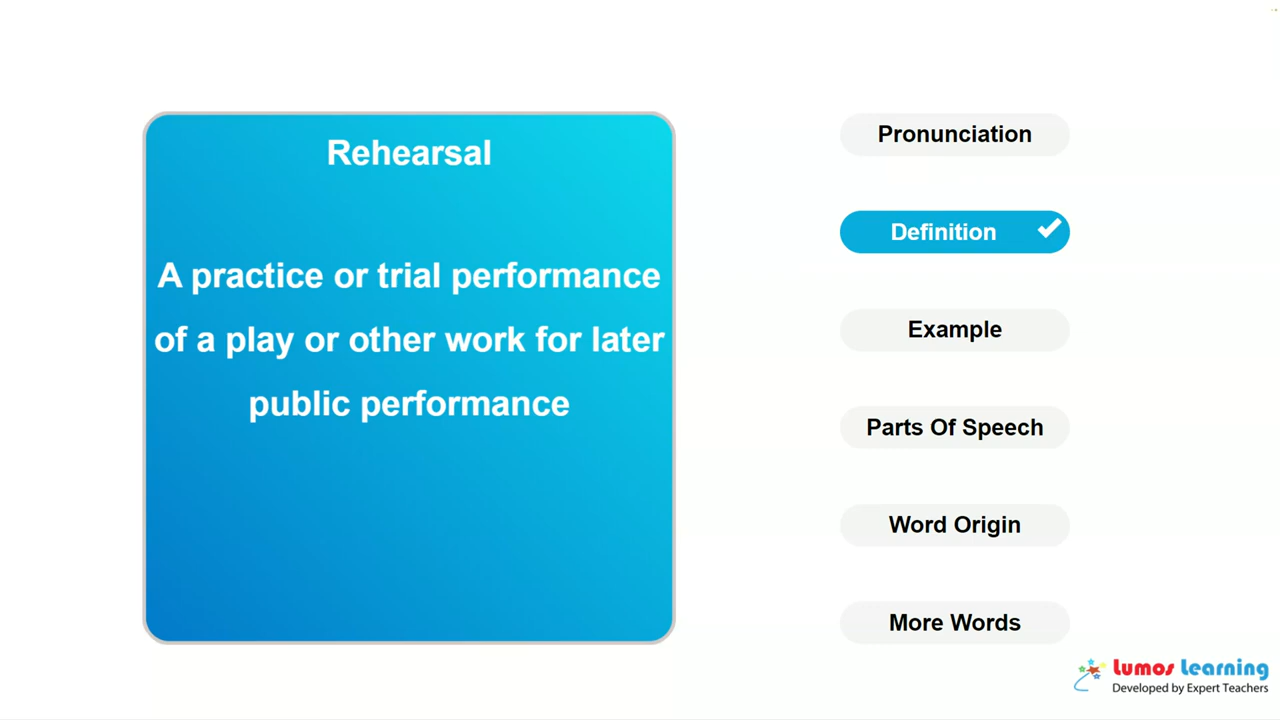 Rehearsal
A practice or trial performance
of a play or other work for later
public performance
Pronunciation
Definition
Example
Parts Of Speech
Word Origin
More Words
Lumos Learning
Developed by Expert Teachers